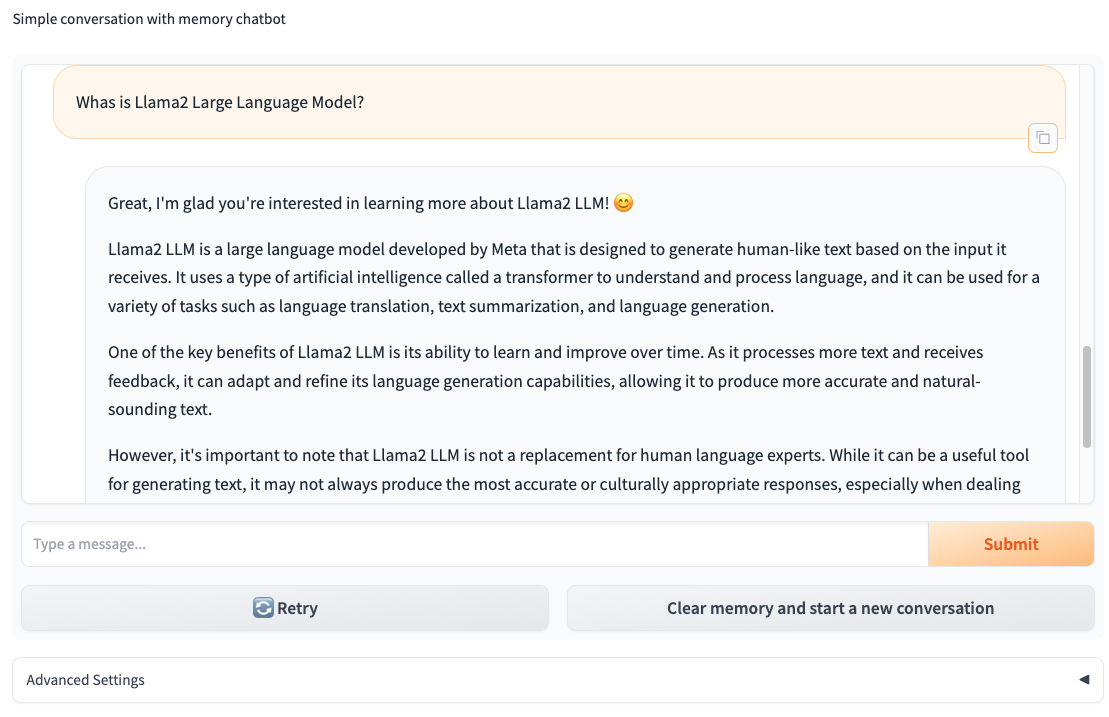 Simple conversation with memory chatbot
Whas is Llama2 Large Language Model?
Great, I'm glad you're interested in learning more about Llama2 LLM! 😊
Llama2 LLM is a large language model developed by Meta that is designed to generate human-like text based on the input it
receives. It uses a type of artificial intelligence called a transformer to understand and process language, and it can be used for a
variety of tasks such as language translation, text summarization, and language generation.
One of the key benefits of Llama2 LLM is its ability to learn and improve over time. As it processes more text and receives
feedback, it can adapt and refine its language generation capabilities, allowing it to produce more accurate and natural-
sounding text.
However, it's important to note that Llama2 LLM is not a replacement for human language experts. While it can be a useful tool
for generating text, it may not always produce the most accurate or culturally appropriate responses, especially when dealing
Type a message...
Submit
Retry
Clear memory and start a new conversation
Advanced Settings